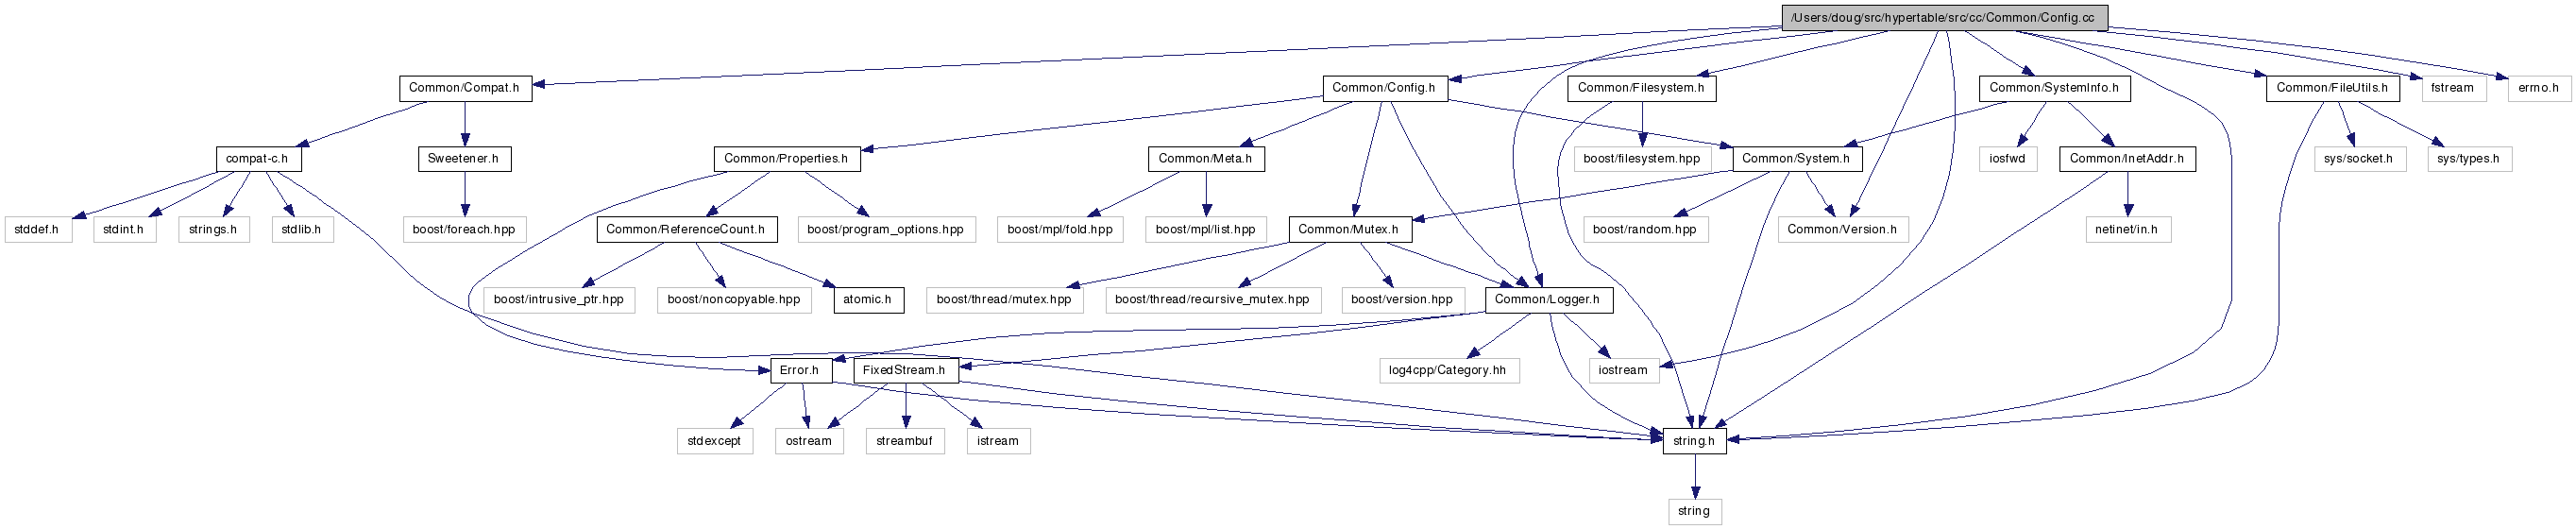 /Users/doug/src/hypertable/src/cc/Common/Config.cc
Common/Compat.h
Common/Config.h
Common/Filesystem.h
Common/SystemInfo.h
Common/FileUtils.h
fstream
errno.h
compat-c.h
Sweetener.h
Common/Properties.h
Common/Meta.h
boost/filesystem.hpp
Common/System.h
iosfwd
Common/InetAddr.h
sys/socket.h
sys/types.h
stddef.h
stdint.h
strings.h
stdlib.h
boost/foreach.hpp
Common/ReferenceCount.h
boost/program_options.hpp
boost/mpl/fold.hpp
boost/mpl/list.hpp
Common/Mutex.h
boost/random.hpp
Common/Version.h
netinet/in.h
boost/intrusive_ptr.hpp
boost/noncopyable.hpp
atomic.h
boost/thread/mutex.hpp
boost/thread/recursive_mutex.hpp
boost/version.hpp
Common/Logger.h
Error.h
FixedStream.h
log4cpp/Category.hh
iostream
stdexcept
ostream
streambuf
istream
string.h
string